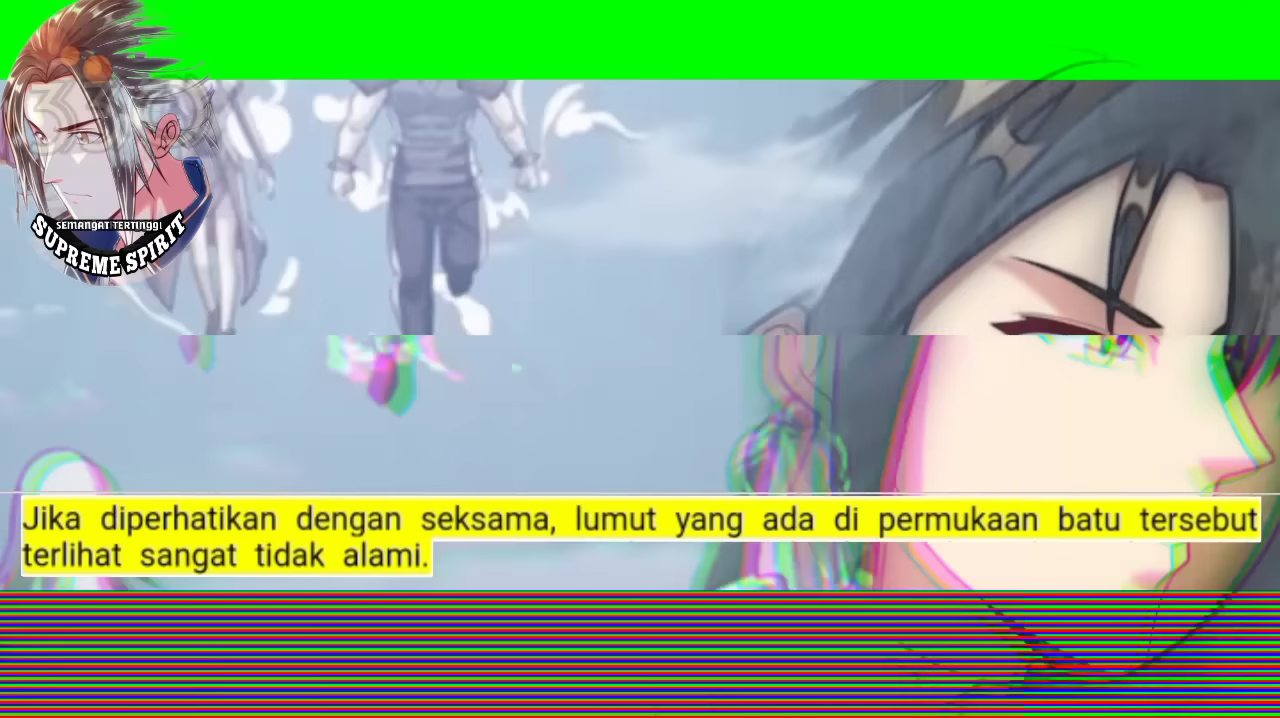 SEMANGAT TERTINGGI
SUPREME SPIRIT
Jika diperhatikan dengan seksama, lumut yang ada di permukaan batu tersebut
terlihat sangat tidak alami.